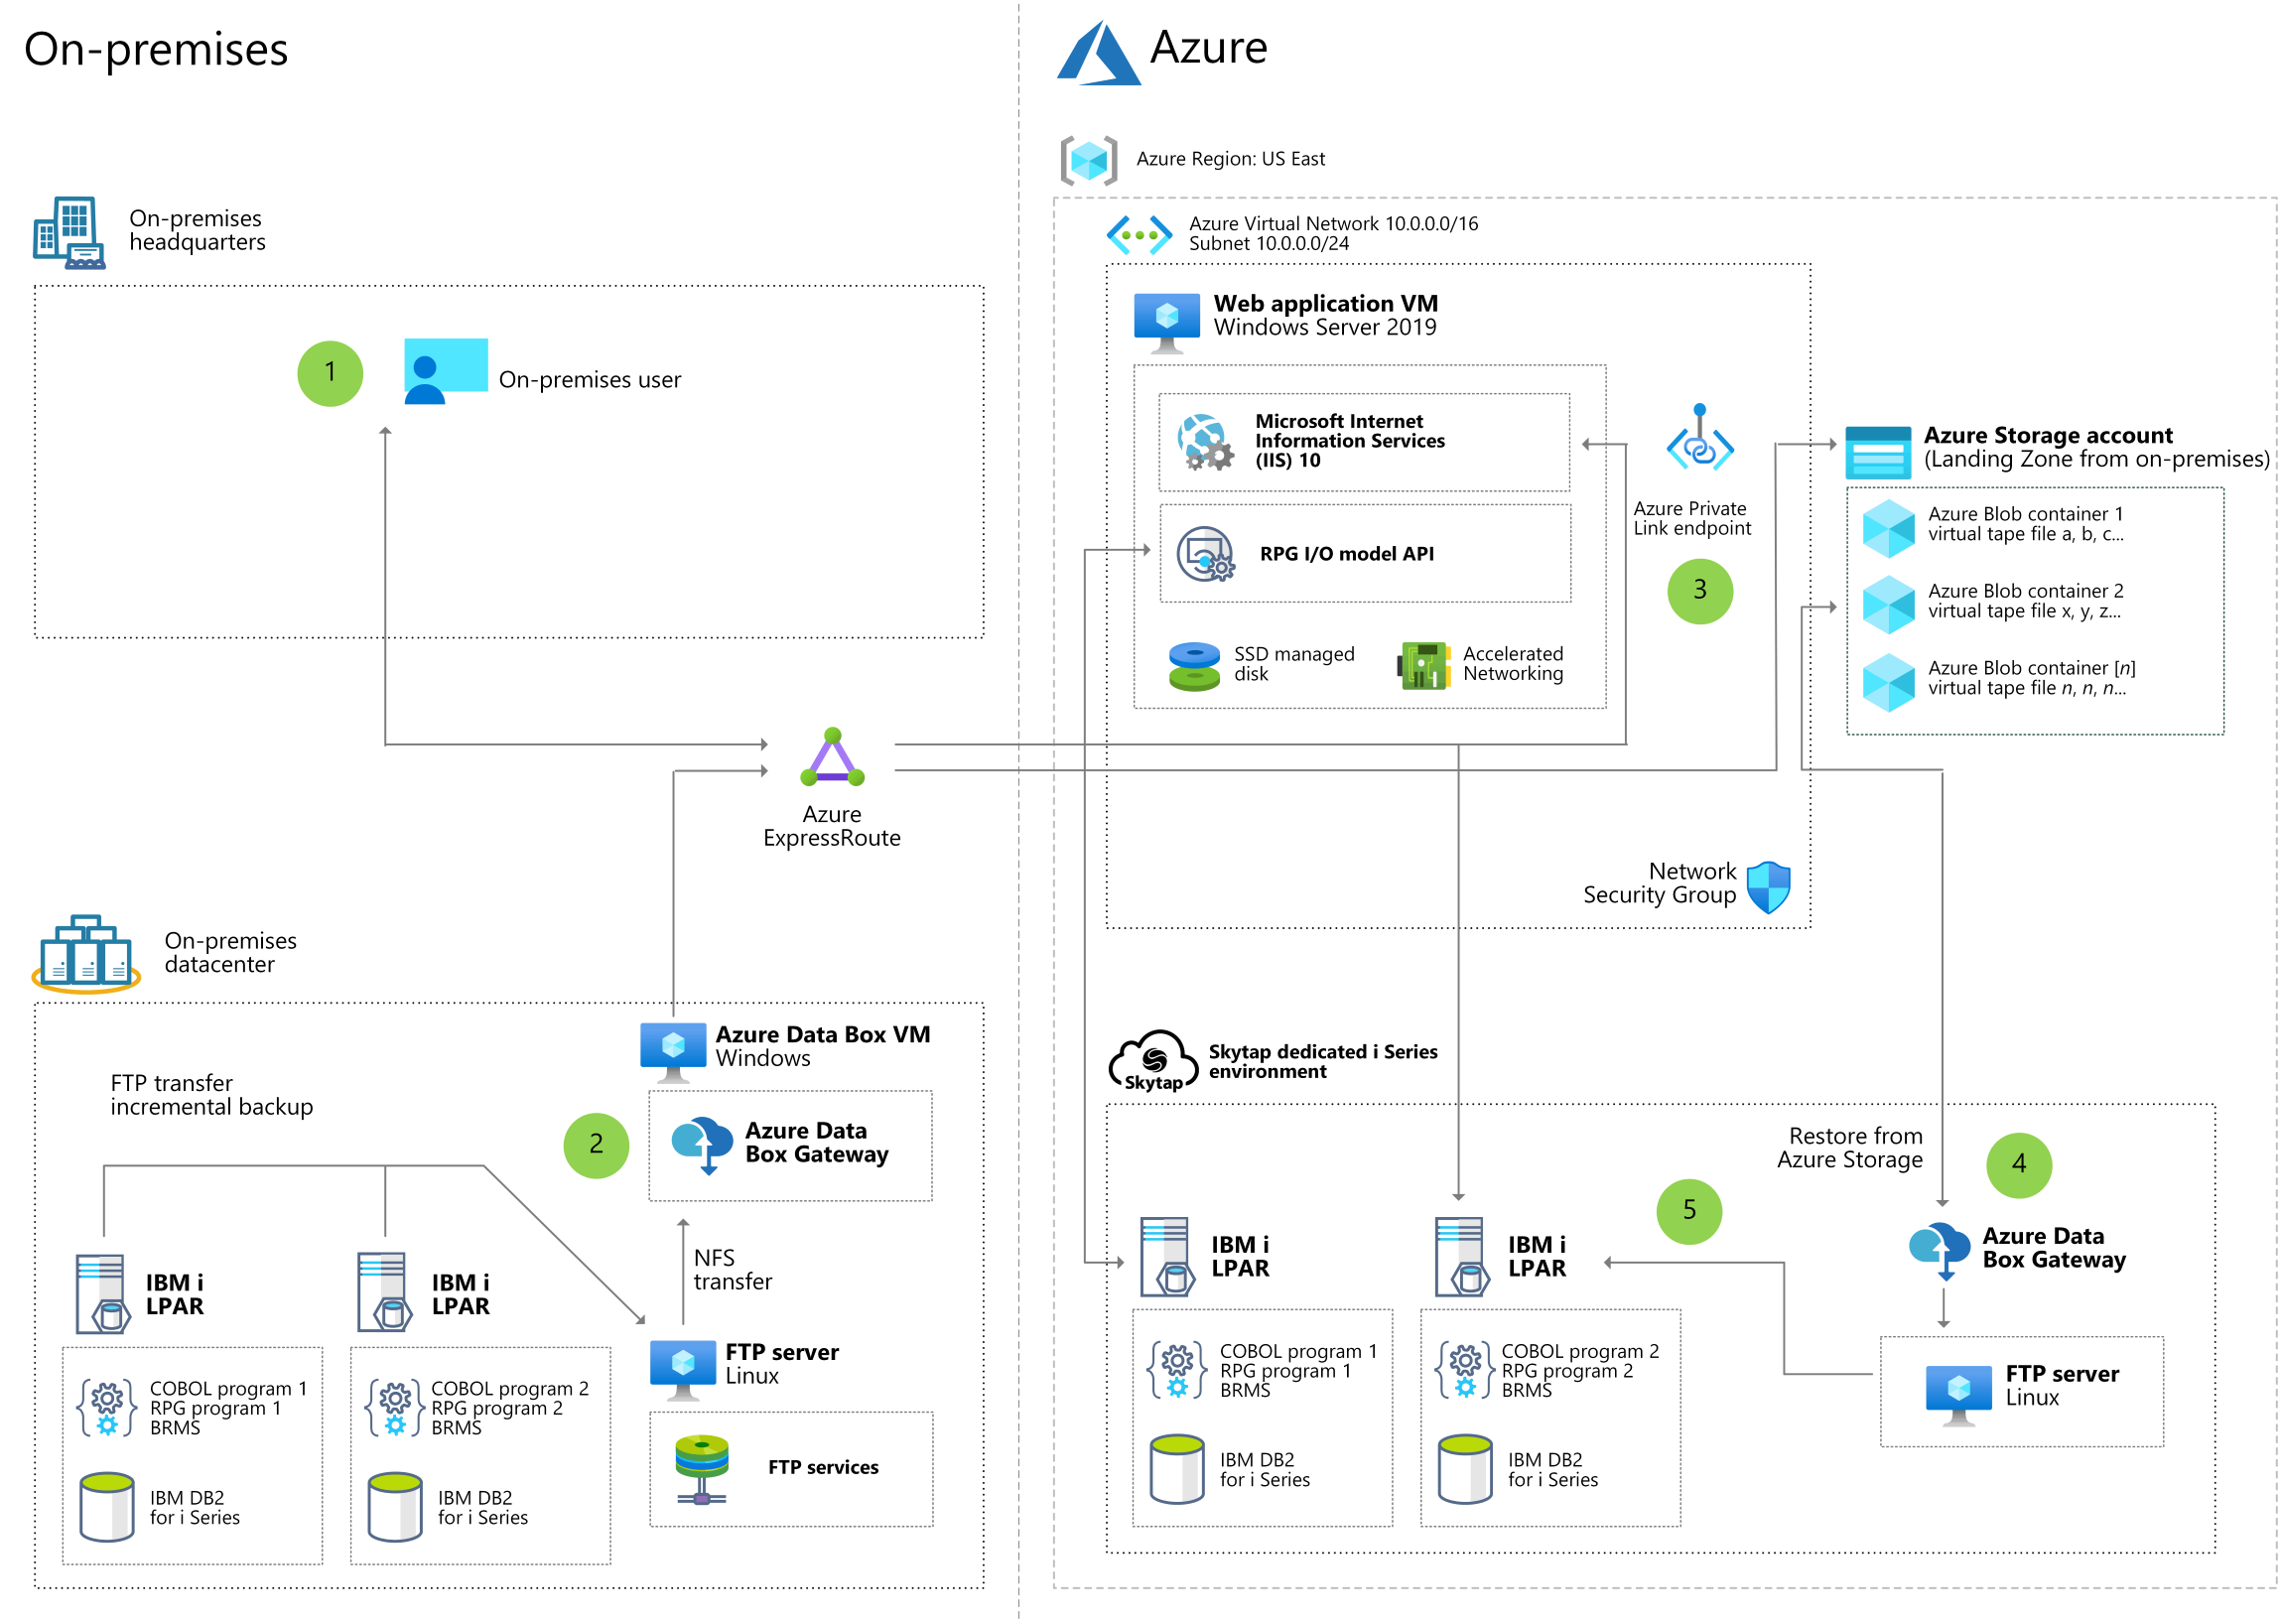 On-premises
Azure
Azure Region: US East
On-premises
headquarters
Azure Virtual Network 10.0.0.0/16
Subnet 10.0.0.0/24
Web application VM
Windows Server 2019
1
On-premises user
Microsoft Internet
Information Services
(IIS) 10
Azure Storage account
(Landing Zone from on-premises)
Azure Private
Link endpoint
3
RPG I/O model API
Azure Blob container 1
virtual tape file a, b, c...
Azure Blob container 2
virtual tape file x, y, z...
Azure Blob container [n]
virtual tape file n, n, n...
SSD managed
disk
Accelerated
Networking
Azure
ExpressRoute
Network
Security Group
On-premises
datacenter
Azure Data Box VM
Windows
FTP transfer
incremental backup
2
Azure Data
Box Gateway
NFS
transfer
IBM i
LPAR
IBM i
LPAR
FTP server
Linux
COBOL program 1
RPG program 1
BRMS
COBOL program 2
RPG program 2
BRMS
FTP services
IBM DB2
for i Series
IBM DB2
for i Series
Skytap
Skytap dedicated i Series
environment
Restore from
Azure Storage
4
5
IBM i
LPAR
IBM i
LPAR
Azure Data
Box Gateway
COBOL program 1
RPG program 1
BRMS
COBOL program 2
RPG program 2
BRMS
FTP server
Linux
IBM DB2
for i Series
IBM DB2
for i Series